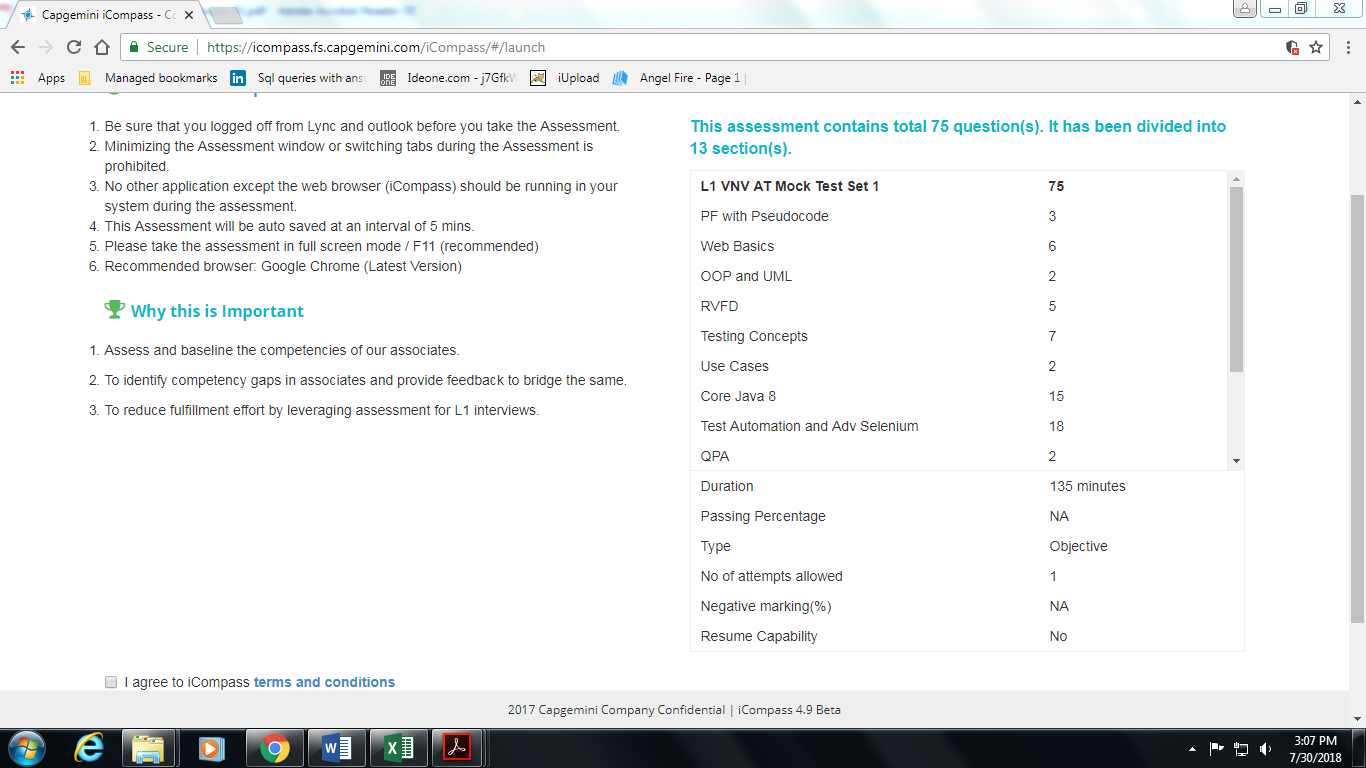 Capgemini iCompass - Co
Secure | https://icompass.fs.capgemini.com/iCompass/#/launch
Apps Managed bookmarks Sql queries with ans Ideone.com - j7GfkW iUpload Angel Fire - Page 1 |
1. Be sure that you logged off from Lync and outlook before you take the Assessment.
2. Minimizing the Assessment window or switching tabs during the Assessment is
prohibited.
3. No other application except the web browser (iCompass) should be running in your
system during the assessment.
4. This Assessment will be auto saved at an interval of 5 mins.
5. Please take the assessment in full screen mode / F11 (recommended)
6. Recommended browser: Google Chrome (Latest Version)
Why this is Important
1. Assess and baseline the competencies of our associates.
2. To identify competency gaps in associates and provide feedback to bridge the same.
3. To reduce fulfillment effort by leveraging assessment for L1 interviews.
This assessment contains total 75 question(s). It has been divided into
13 section(s).
L1 VNV AT Mock Test Set 1 75
PF with Pseudocode 3
Web Basics 6
OOP and UML 2
RVFD 5
Testing Concepts 7
Use Cases 2
Core Java 8 15
Test Automation and Adv Selenium 18
QPA 2
Duration 135 minutes
Passing Percentage NA
Type Objective
No of attempts allowed 1
Negative marking(%) NA
Resume Capability No
I agree to iCompass terms and conditions
2017 Capgemini Company Confidential | iCompass 4.9 Beta
3:07 PM
7/30/2018